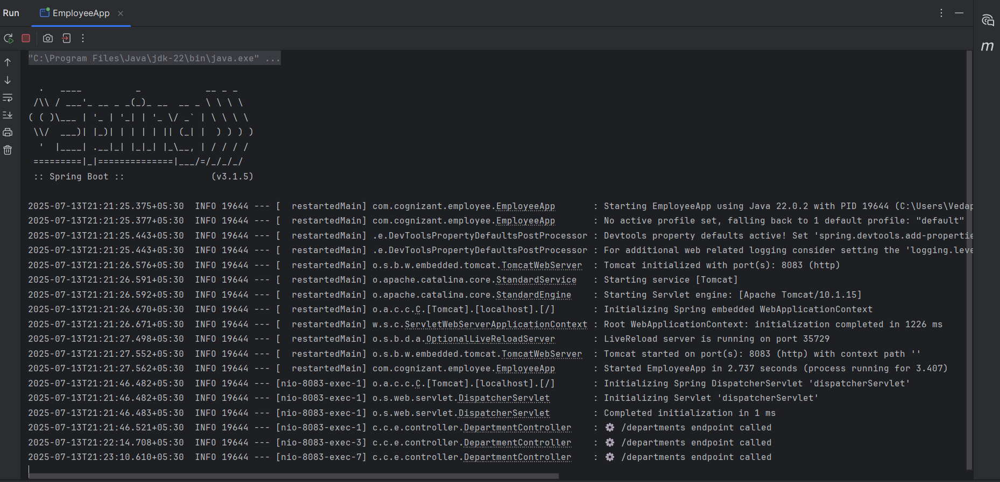 Run EmployeeApp
"C:\Program Files\Java\jdk-22\bin\java.exe" ...
  .   ____          _            __ _ _
 /\\ / ___'_ __ _ _(_)_ __  __ _ \ \ \ \
( ( )\___ | '_ | '_| | '_ \/ _` | \ \ \ \
 \\/  ___)| |_)| | | | | || (_| |  ) ) ) )
  '  |____| .__|_| |_|_| |_\__, | / / / /
 =========|_|==============|___/=/_/_/_/
 :: Spring Boot ::                (v3.1.5)
2025-07-13T21:21:25.375+05:30  INFO 19644 --- [  restartedMain] com.cognizant.employee.EmployeeApp       : Starting EmployeeApp using Java 22.0.2 with PID 19644 (C:\Users\Vedap
2025-07-13T21:21:25.377+05:30  INFO 19644 --- [  restartedMain] com.cognizant.employee.EmployeeApp       : No active profile set, falling back to 1 default profile: "default"
2025-07-13T21:21:25.443+05:30  INFO 19644 --- [  restartedMain] .e.DevToolsPropertyDefaultsPostProcessor : Devtools property defaults active! Set 'spring.devtools.add-propertie
2025-07-13T21:21:25.443+05:30  INFO 19644 --- [  restartedMain] .e.DevToolsPropertyDefaultsPostProcessor : For additional web related logging consider setting the 'logging.leve
2025-07-13T21:21:26.576+05:30  INFO 19644 --- [  restartedMain] o.s.b.w.embedded.tomcat.TomcatWebServer  : Tomcat initialized with port(s): 8083 (http)
2025-07-13T21:21:26.591+05:30  INFO 19644 --- [  restartedMain] o.apache.catalina.core.StandardService   : Starting service [Tomcat]
2025-07-13T21:21:26.592+05:30  INFO 19644 --- [  restartedMain] o.apache.catalina.core.StandardEngine    : Starting Servlet engine: [Apache Tomcat/10.1.15]
2025-07-13T21:21:26.670+05:30  INFO 19644 --- [  restartedMain] o.a.c.c.C.[Tomcat].[localhost].[/]       : Initializing Spring embedded WebApplicationContext
2025-07-13T21:21:26.671+05:30  INFO 19644 --- [  restartedMain] w.s.c.ServletWebServerApplicationContext : Root WebApplicationContext: initialization completed in 1226 ms
2025-07-13T21:21:27.498+05:30  INFO 19644 --- [  restartedMain] o.s.b.d.a.OptionalLiveReloadServer       : LiveReload server is running on port 35729
2025-07-13T21:21:27.552+05:30  INFO 19644 --- [  restartedMain] o.s.b.w.embedded.tomcat.TomcatWebServer  : Tomcat started on port(s): 8083 (http) with context path ''
2025-07-13T21:21:27.562+05:30  INFO 19644 --- [  restartedMain] com.cognizant.employee.EmployeeApp       : Started EmployeeApp in 2.737 seconds (process running for 3.407)
2025-07-13T21:21:46.482+05:30  INFO 19644 --- [nio-8083-exec-1] o.a.c.c.C.[Tomcat].[localhost].[/]       : Initializing Spring DispatcherServlet 'dispatcherServlet'
2025-07-13T21:21:46.482+05:30  INFO 19644 --- [nio-8083-exec-1] o.s.web.servlet.DispatcherServlet        : Initializing Servlet 'dispatcherServlet'
2025-07-13T21:21:46.483+05:30  INFO 19644 --- [nio-8083-exec-1] o.s.web.servlet.DispatcherServlet        : Completed initialization in 1 ms
2025-07-13T21:21:46.521+05:30  INFO 19644 --- [nio-8083-exec-1] c.c.e.controller.DepartmentController    : ⚙ /departments endpoint called
2025-07-13T21:22:14.708+05:30  INFO 19644 --- [nio-8083-exec-3] c.c.e.controller.DepartmentController    : ⚙ /departments endpoint called
2025-07-13T21:23:10.610+05:30  INFO 19644 --- [nio-8083-exec-7] c.c.e.controller.DepartmentController    : ⚙ /departments endpoint called
m